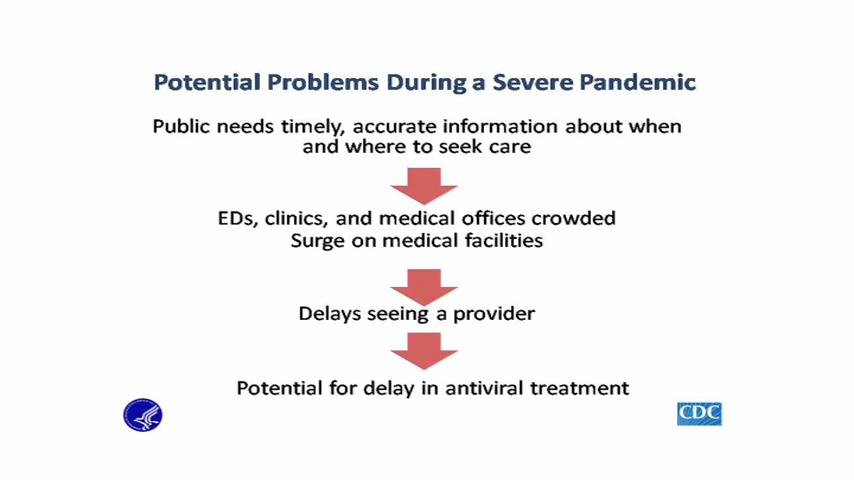 Potential Problems During a Severe Pandemic
Public needs timely, accurate information about when
and where to seek care
EDs, clinics, and medical offices crowded
Surge on medical facilities
Delays seeing a provider
Potential for delay in antiviral treatment
CDC